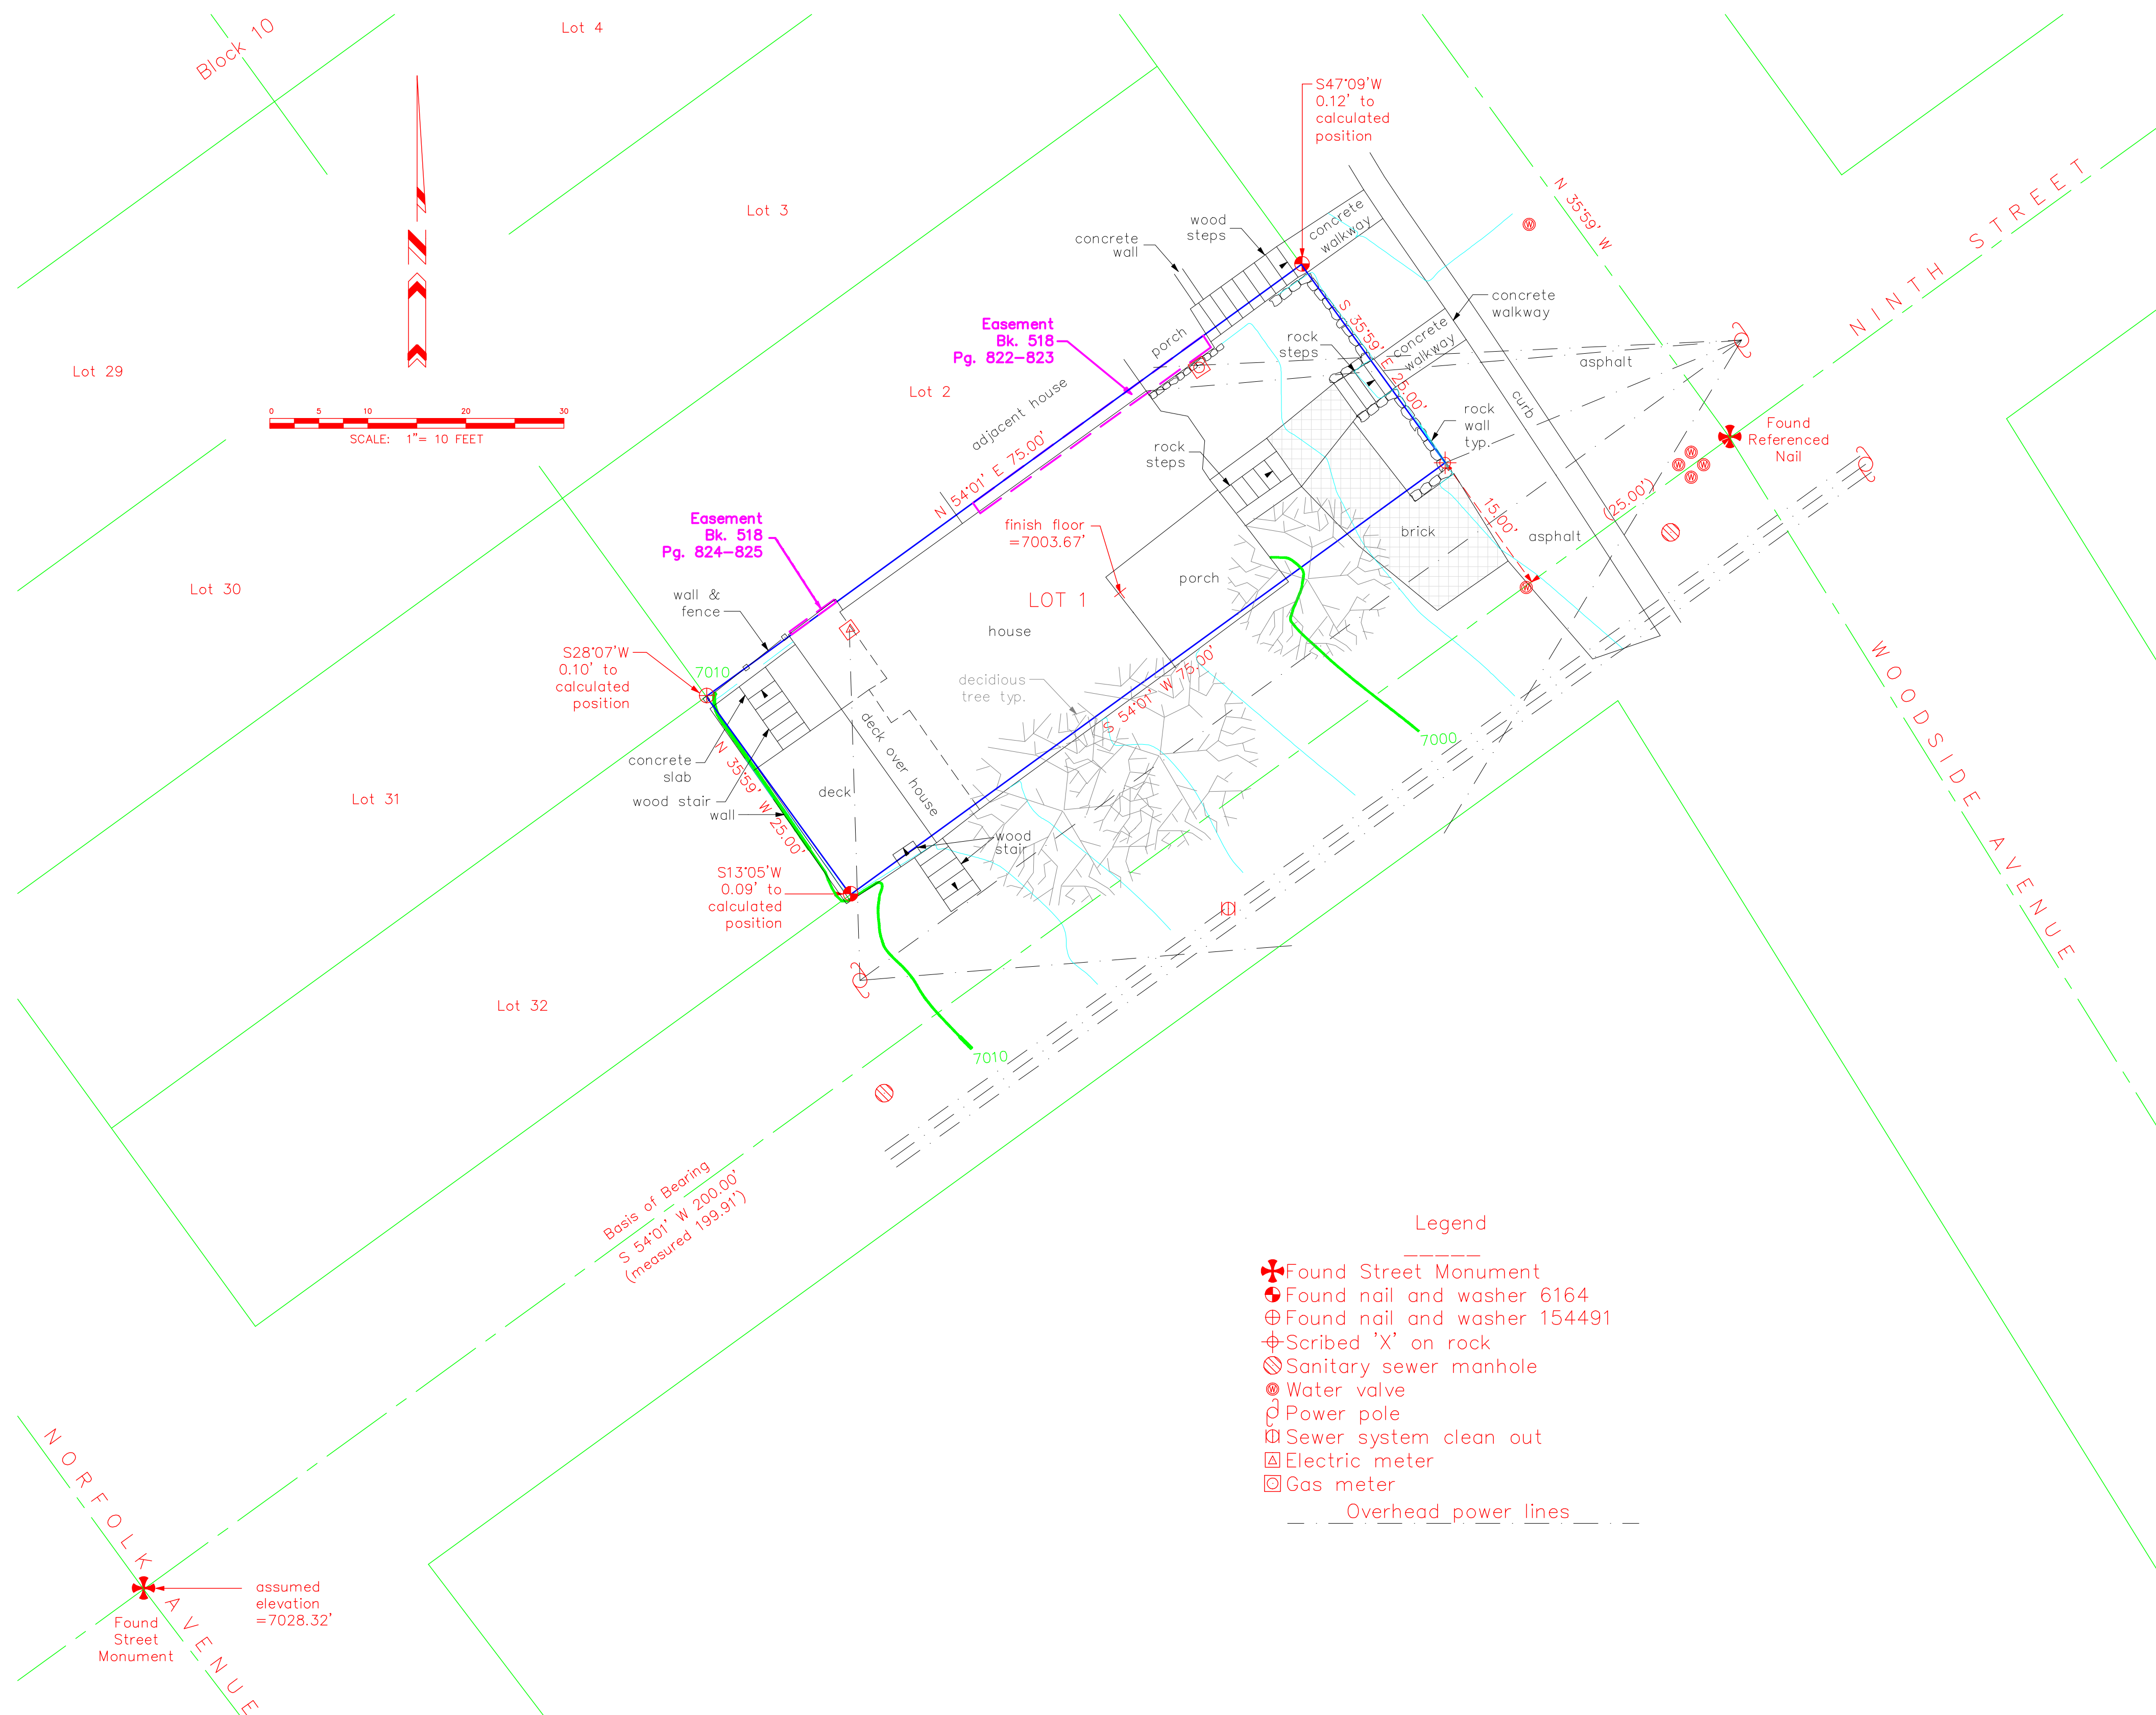 Block 10
Lot 4
Lot 3
Lot 29
Lot 2
Lot 30
Lot 31
Lot 32
N
0 5 10 20 30
SCALE: 1"= 10 FEET
S47°09'W
0.12' to
calculated
position
wood
steps
concrete
wall
concrete
walkway
N 35°59' W
NINTH STREET
Easement
Bk. 518
Pg. 822-823
porch
adjacent house
N 54°01' E 75.00'
rock
steps
S 35°59' E 25.00'
concrete
walkway
concrete
walkway
asphalt
curb
rock
wall
typ.
Found
Referenced
Nail
rock
steps
15.00'
(25.00')
asphalt
brick
Easement
Bk. 518
Pg. 824-825
finish floor
=7003.67'
porch
LOT 1
house
wall &
fence
S28°07'W
0.10' to
calculated
position
7010
decidious
tree typ.
S 54°01' W 75.00'
7000
WOODSIDE AVENUE
concrete
slab
wood stair
wall
N 35°59' W 25.00'
deck
deck over house
wood
stair
S13°05'W
0.09' to
calculated
position
7010
Basis of Bearing
S 54°01' W 200.00'
(measured 199.91')
NORFOLK AVENUE
assumed
elevation
=7028.32'
Found
Street
Monument
Legend
Found Street Monument
Found nail and washer 6164
Found nail and washer 154491
Scribed 'X' on rock
Sanitary sewer manhole
W Water valve
Power pole
Sewer system clean out
Electric meter
Gas meter
Overhead power lines